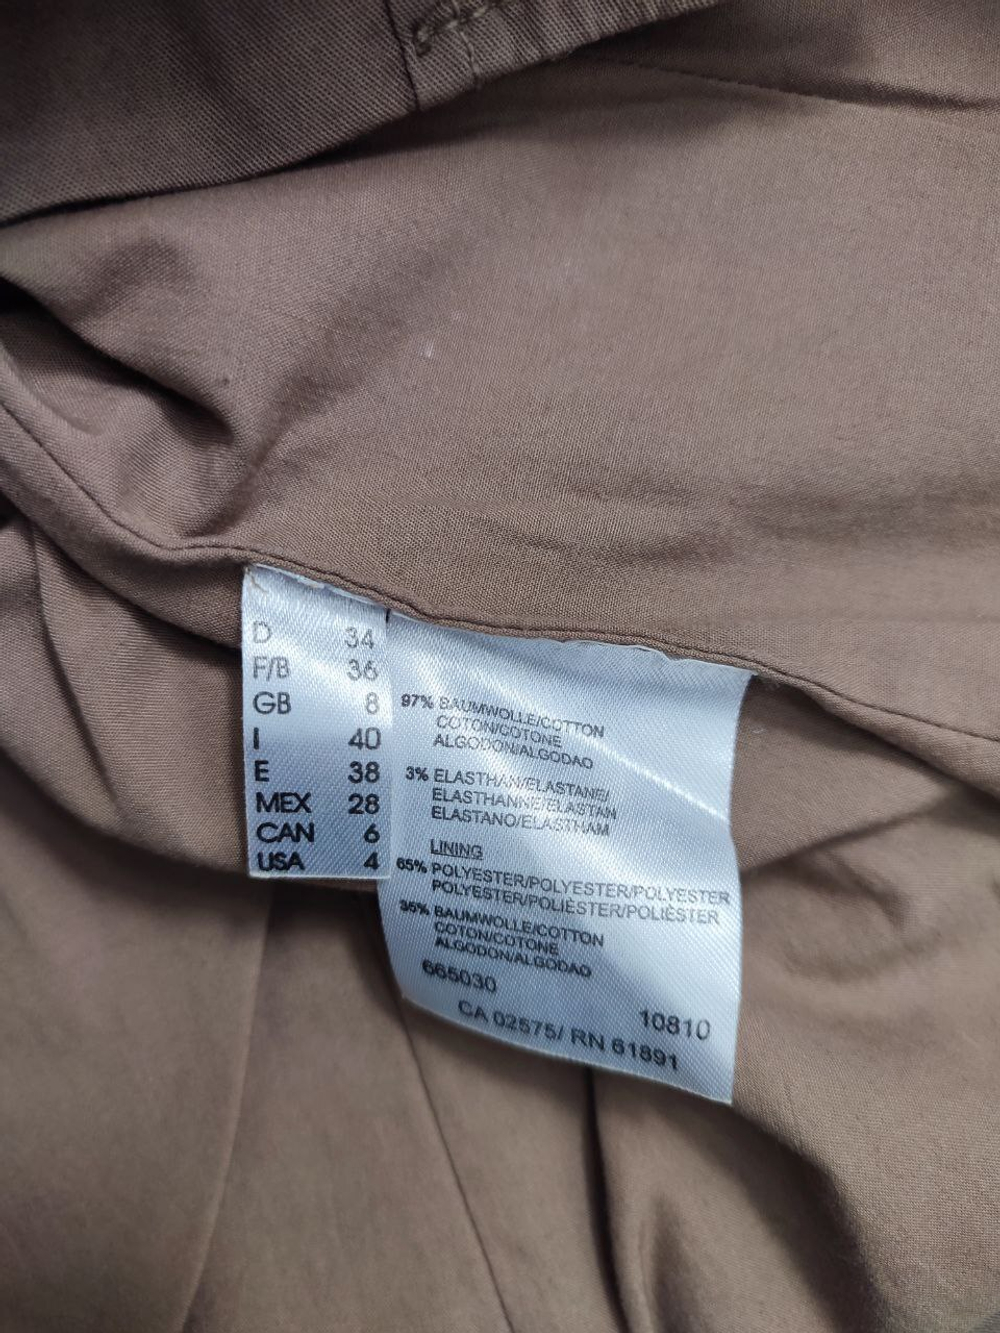 D 34
F/B 36
GB 8
I 40
E 38
MEX 28
CAN 6
USA 4
97% BAUMWOLLE/COTTON
COTON/COTONE
ALGODON/ALGODAO
3% ELASTHAN/ELASTANE/
ELASTHANNE/ELASTAN
ELASTANO/ELASTHAM
LINING
65% POLYESTER/POLYESTER/POLYESTER
POLYESTER/POLIÉSTER/POLIÉSTER
35% BAUMWOLLE/COTTON
COTON/COTONE
ALGODON/ALGODAO
665030
10810
CA 02575/ RN 61891